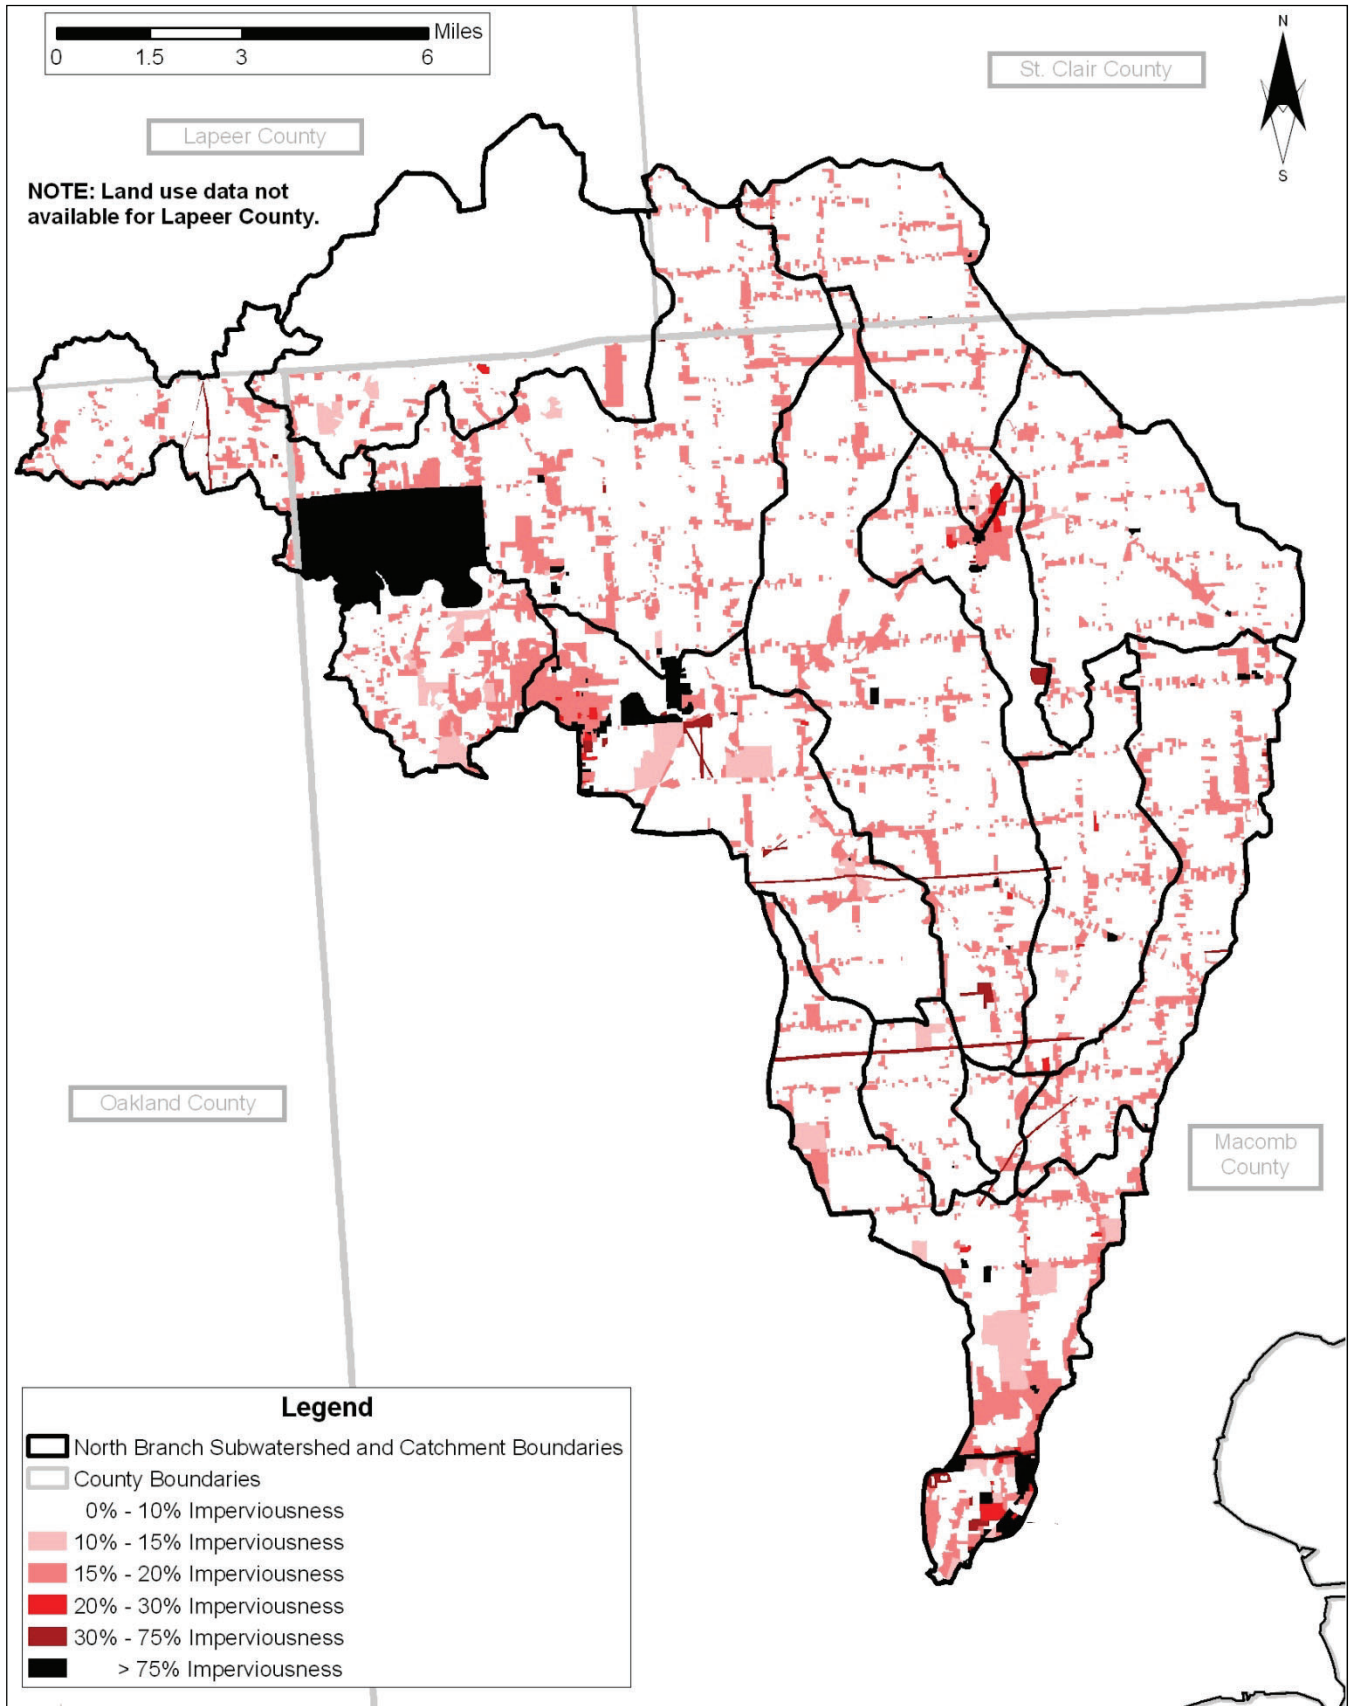 Miles
0 1.5 3 6
N
S
St. Clair County
Lapeer County
NOTE: Land use data not
available for Lapeer County.
Oakland County
Macomb
County
Legend
North Branch Subwatershed and Catchment Boundaries
County Boundaries
0% - 10% Imperviousness
10% - 15% Imperviousness
15% - 20% Imperviousness
20% - 30% Imperviousness
30% - 75% Imperviousness
> 75% Imperviousness